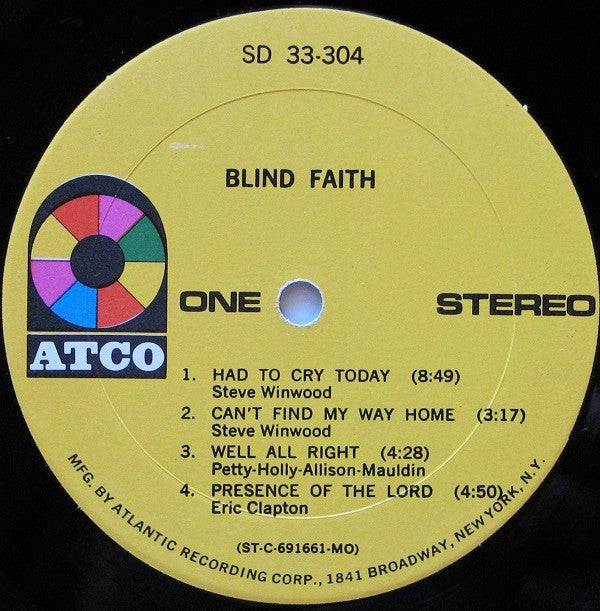 SD 33-304
BLIND FAITH
ATCO
ONE
STEREO
1. HAD TO CRY TODAY (8:49)
Steve Winwood
2. CAN'T FIND MY WAY HOME (3:17)
Steve Winwood
3. WELL ALL RIGHT (4:28)
Petty-Holly-Allison-Mauldin
4. PRESENCE OF THE LORD (4:50)
Eric Clapton
(ST-C-691661-MO)
MFG. BY ATLANTIC RECORDING CORP., 1841 BROADWAY, NEW YORK, N.Y.